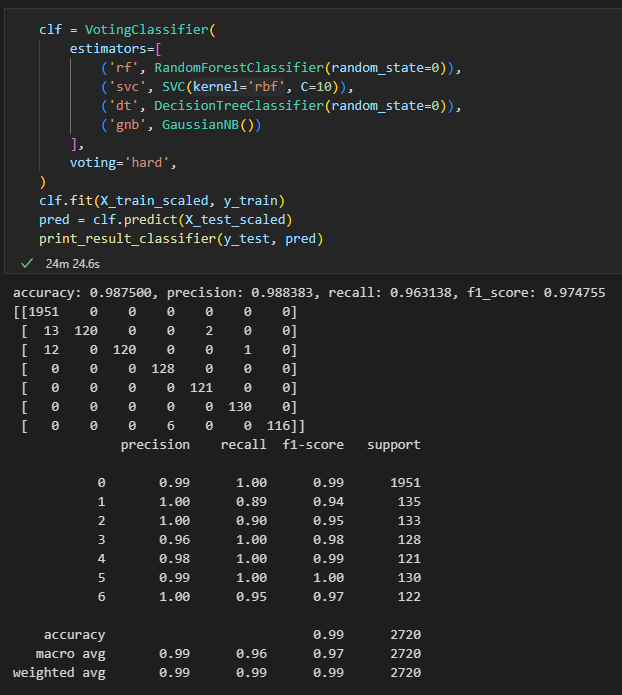 clf = VotingClassifier(
    estimators=[
        ('rf', RandomForestClassifier(random_state=0)),
        ('svc', SVC(kernel='rbf', C=10)),
        ('dt', DecisionTreeClassifier(random_state=0)),
        ('gnb', GaussianNB())
    ],
    voting='hard',
)
clf.fit(X_train_scaled, y_train)
pred = clf.predict(X_test_scaled)
print_result_classifier(y_test, pred)
24m 24.6s
accuracy: 0.987500, precision: 0.988383, recall: 0.963138, f1_score: 0.974755
[[1951    0    0    0    0    0    0]
 [  13  120    0    0    2    0    0]
 [  12    0  120    0    0    1    0]
 [   0    0    0  128    0    0    0]
 [   0    0    0    0  121    0    0]
 [   0    0    0    0    0  130    0]
 [   0    0    0    6    0    0  116]]
              precision    recall  f1-score   support
           0       0.99      1.00      0.99      1951
           1       1.00      0.89      0.94       135
           2       1.00      0.90      0.95       133
           3       0.96      1.00      0.98       128
           4       0.98      1.00      0.99       121
           5       0.99      1.00      1.00       130
           6       1.00      0.95      0.97       122
    accuracy                           0.99      2720
   macro avg       0.99      0.96      0.97      2720
weighted avg       0.99      0.99      0.99      2720